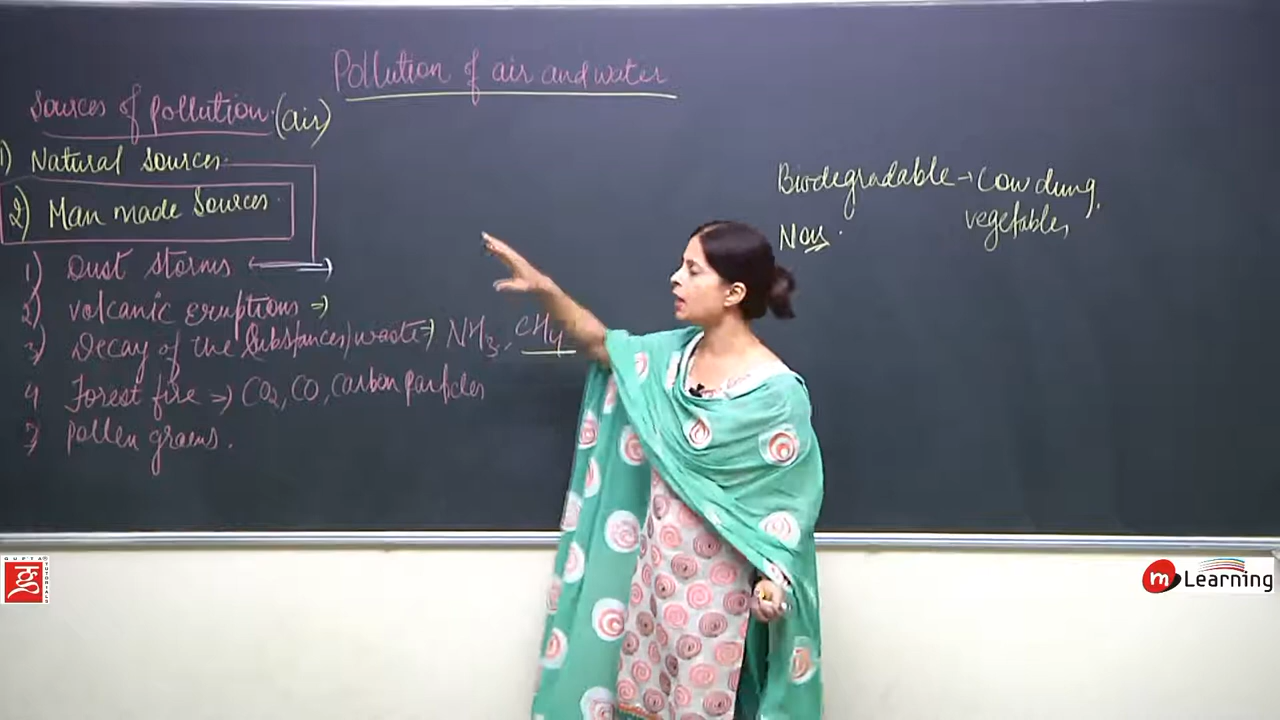 Pollution of air and water
Sources of pollution (air)
1) Natural Sources
2) Man made Sources
1) Dust storms
2) volcanic eruptions ⇒
3) Decay of the Substances/waste → NH3, CH4
4 Forest fire ⇒ CO2, CO, Carbon particles
5) pollen grains.
Biodegradable → Cow dung,
vegetables
Non
GUPTA TUTORIALS
m Learning